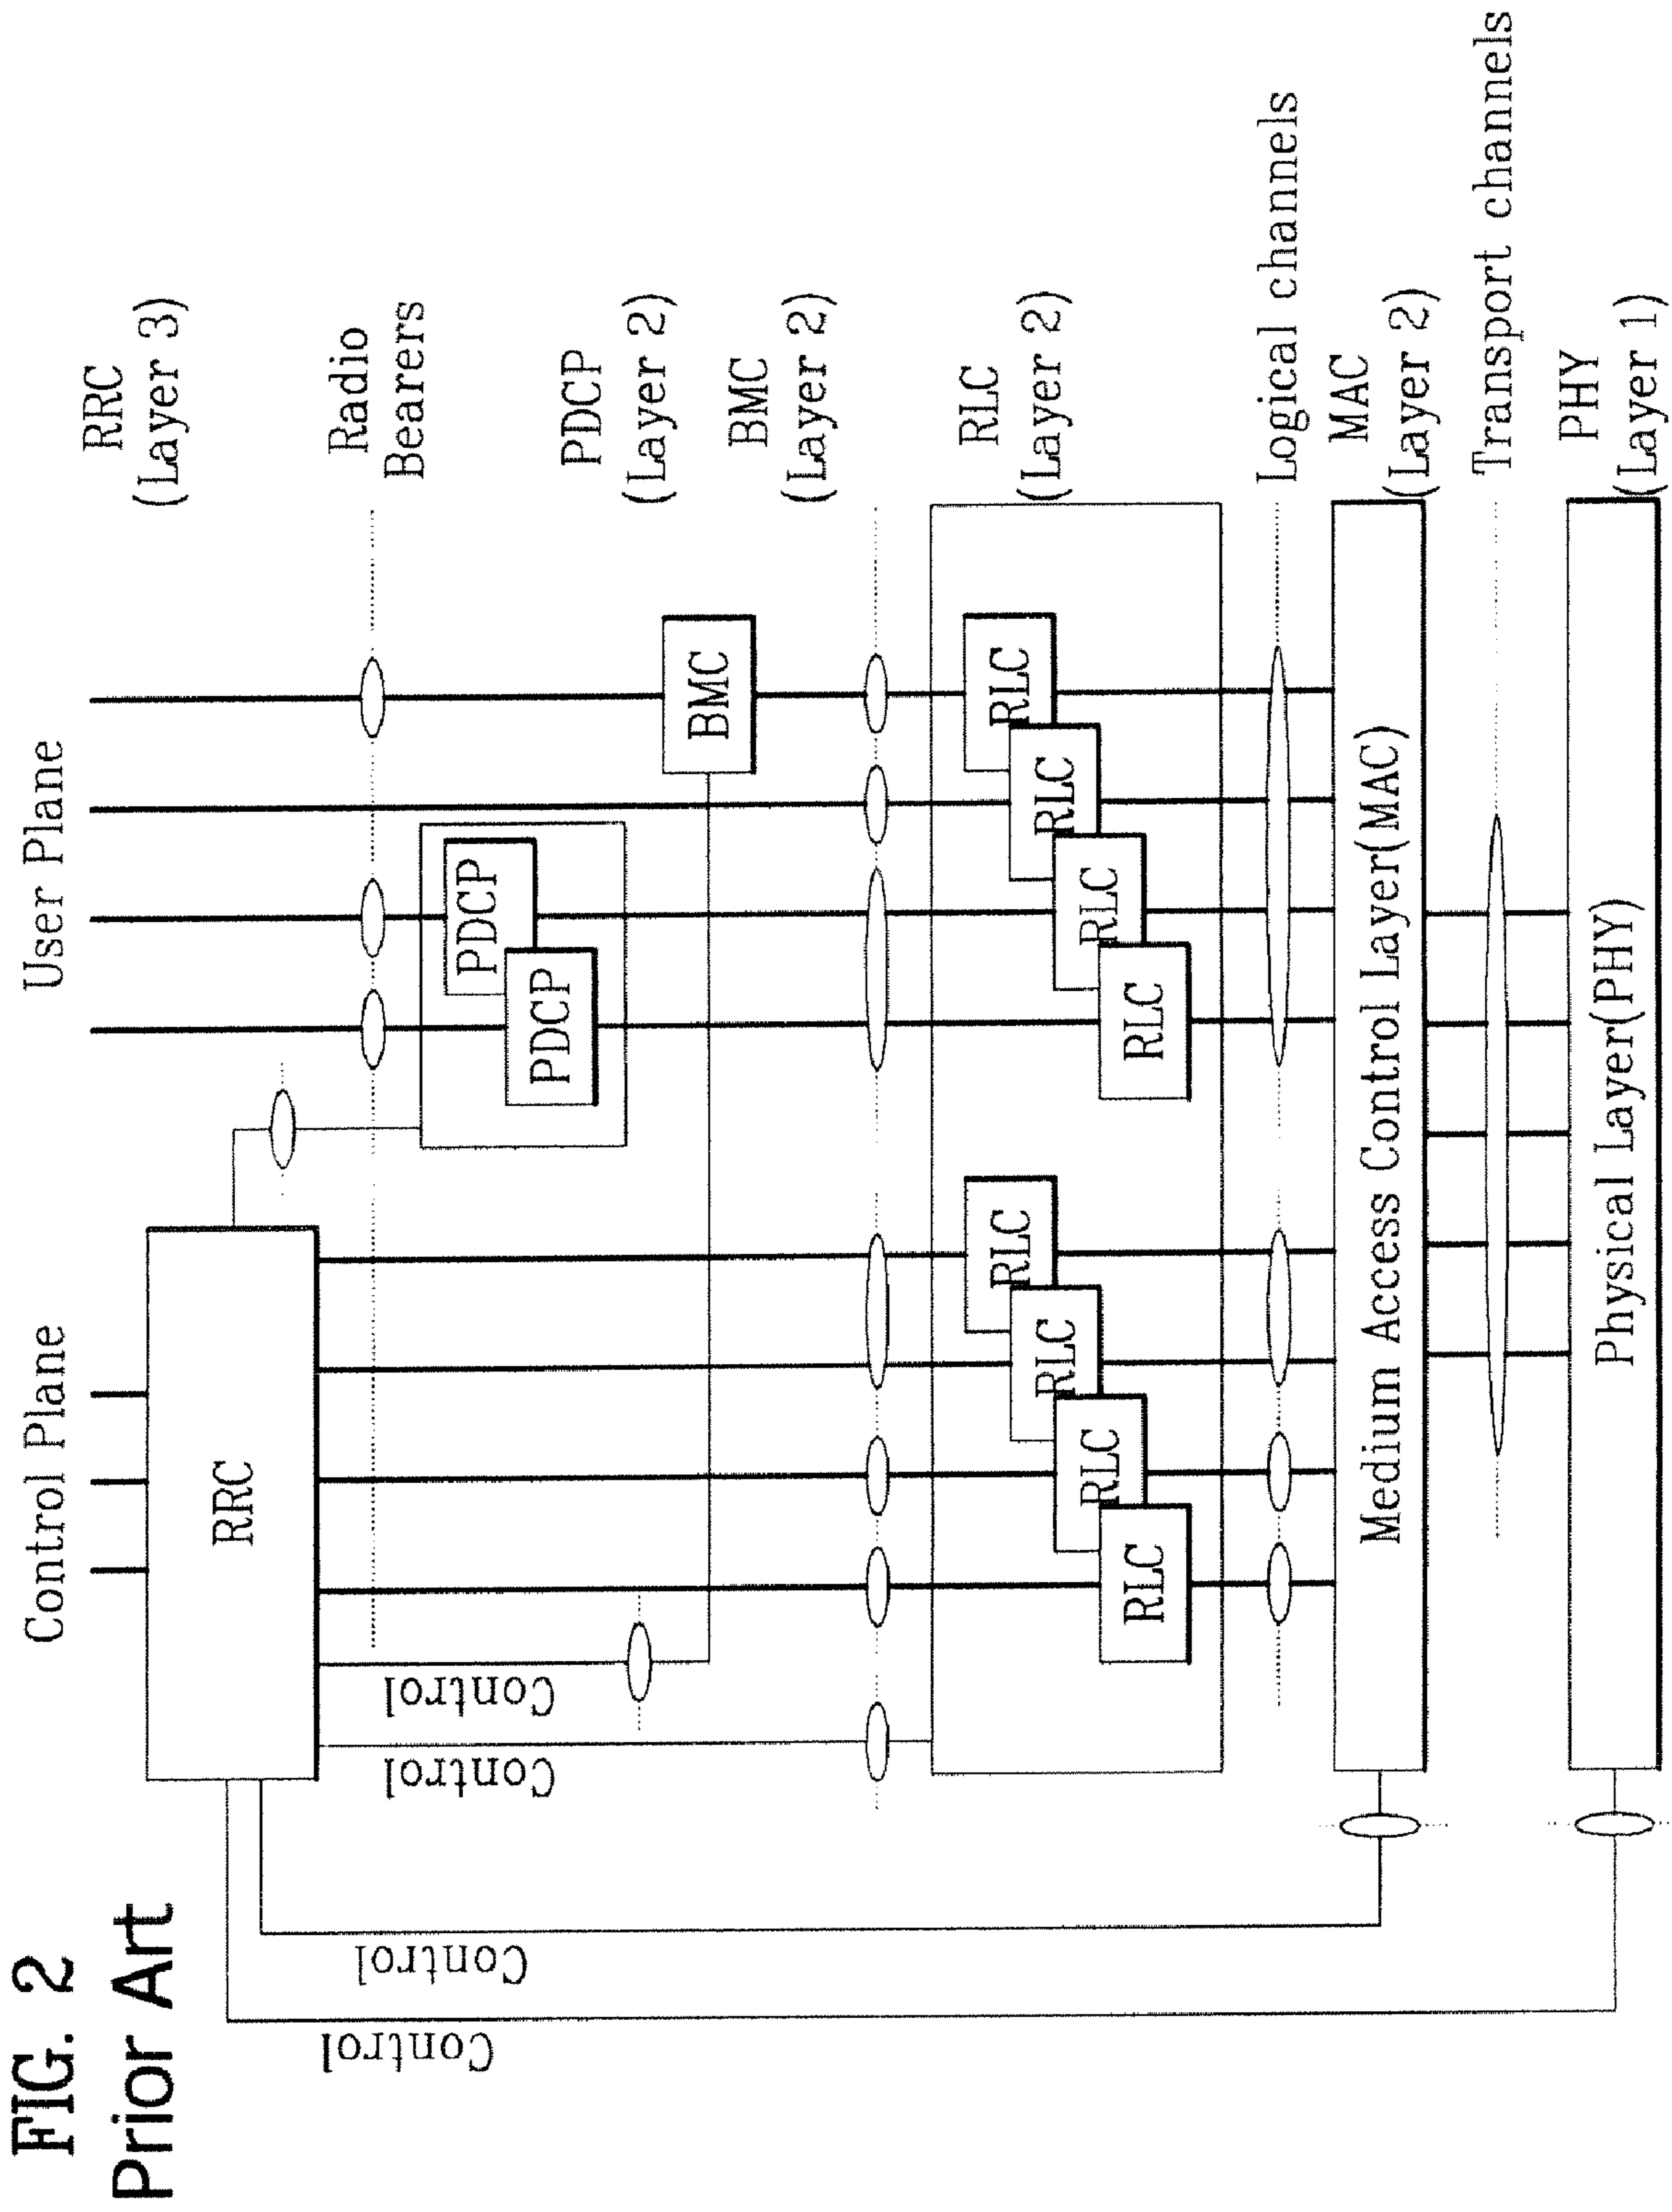 FIG. 2
Prior Art
Control Plane
User Plane
RRC
(Layer 3)
RRC
Radio
Bearers
Control
Control
Control
Control
PDCP
PDCP
PDCP
(Layer 2)
BMC
BMC
(Layer 2)
RLC
RLC
RLC
RLC
RLC
RLC
RLC
RLC
RLC
(Layer 2)
Logical channels
Medium Access Control Layer(MAC)
MAC
(Layer 2)
Transport channels
Physical Layer(PHY)
PHY
(Layer 1)